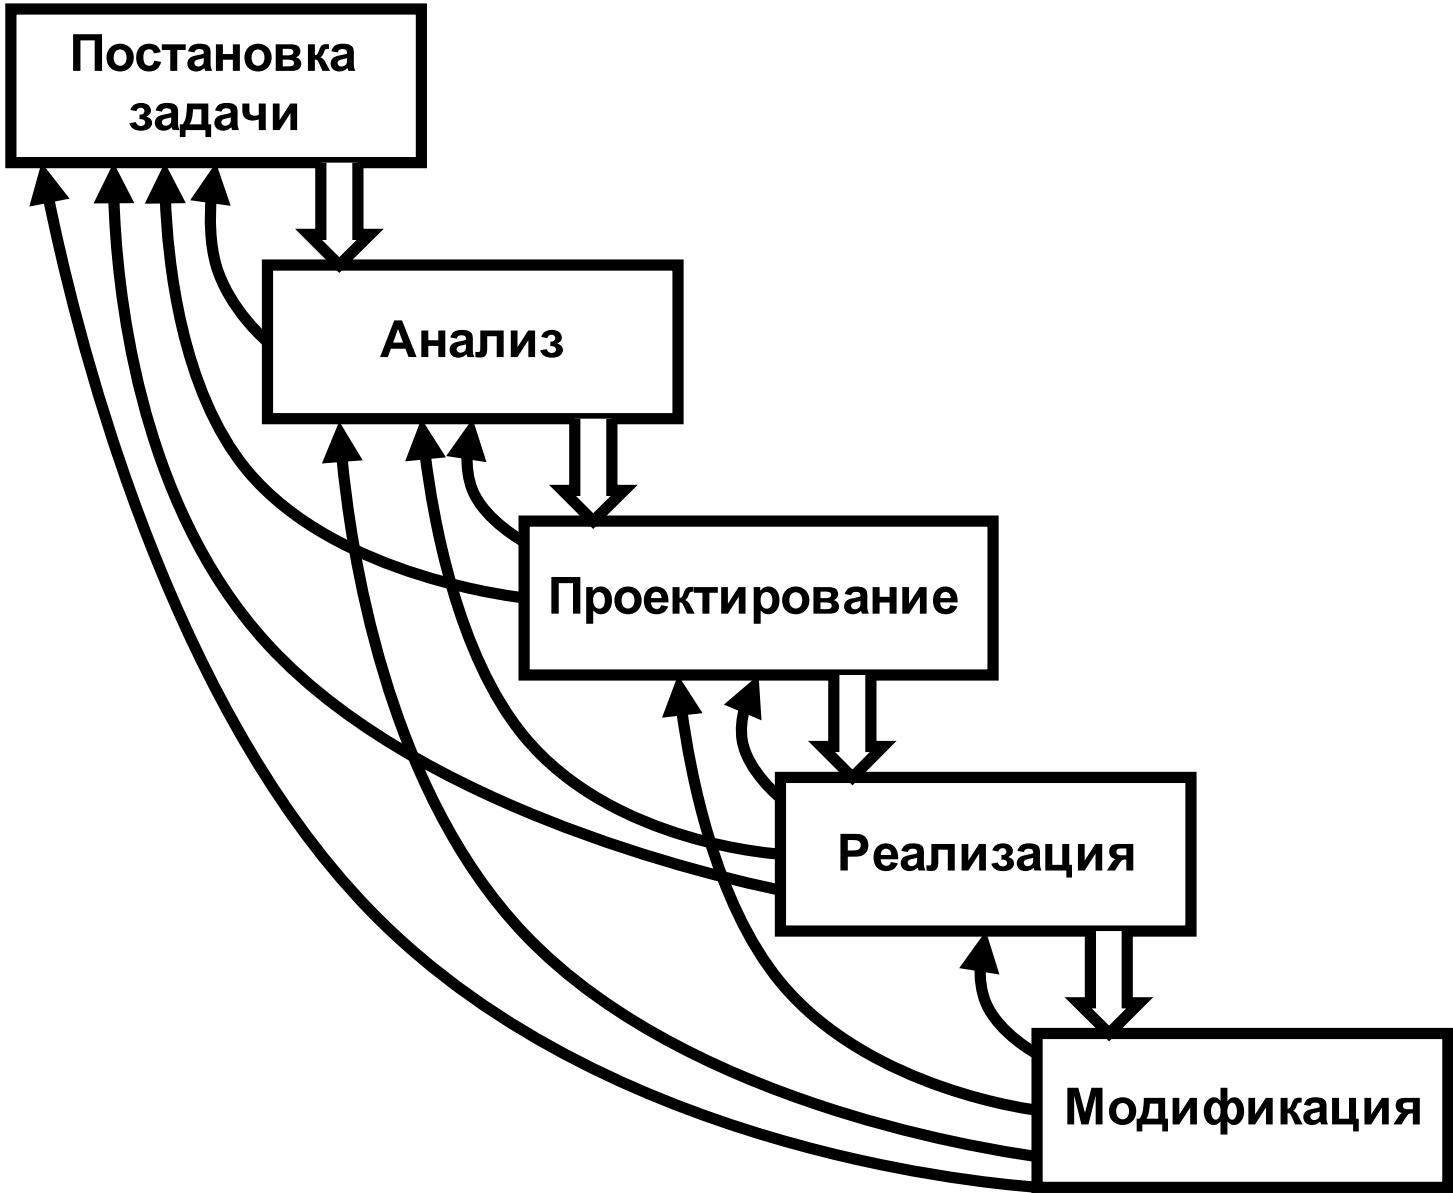 Постановка
задачи
Анализ
Проектирование
Реализация
Модификация